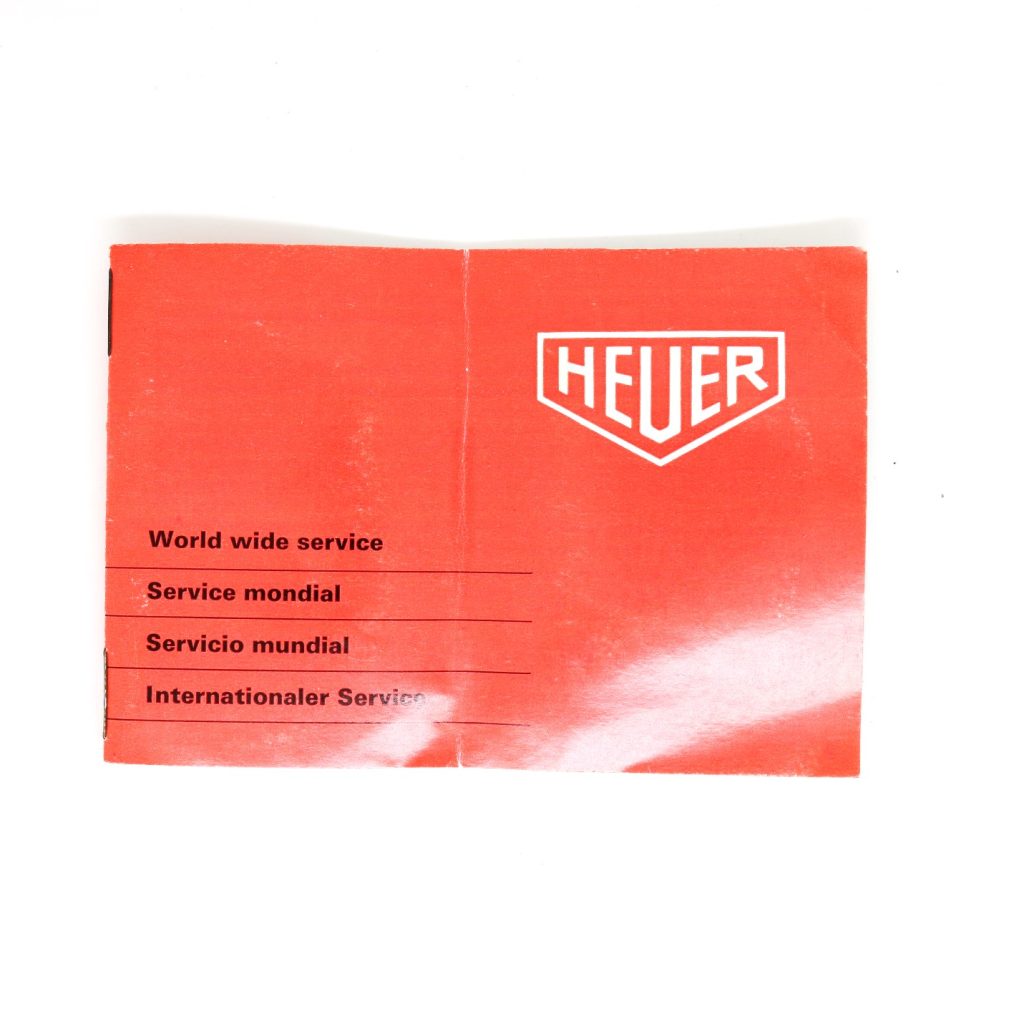 HEUER
World wide service
Service mondial
Servicio mundial
Internationaler Service